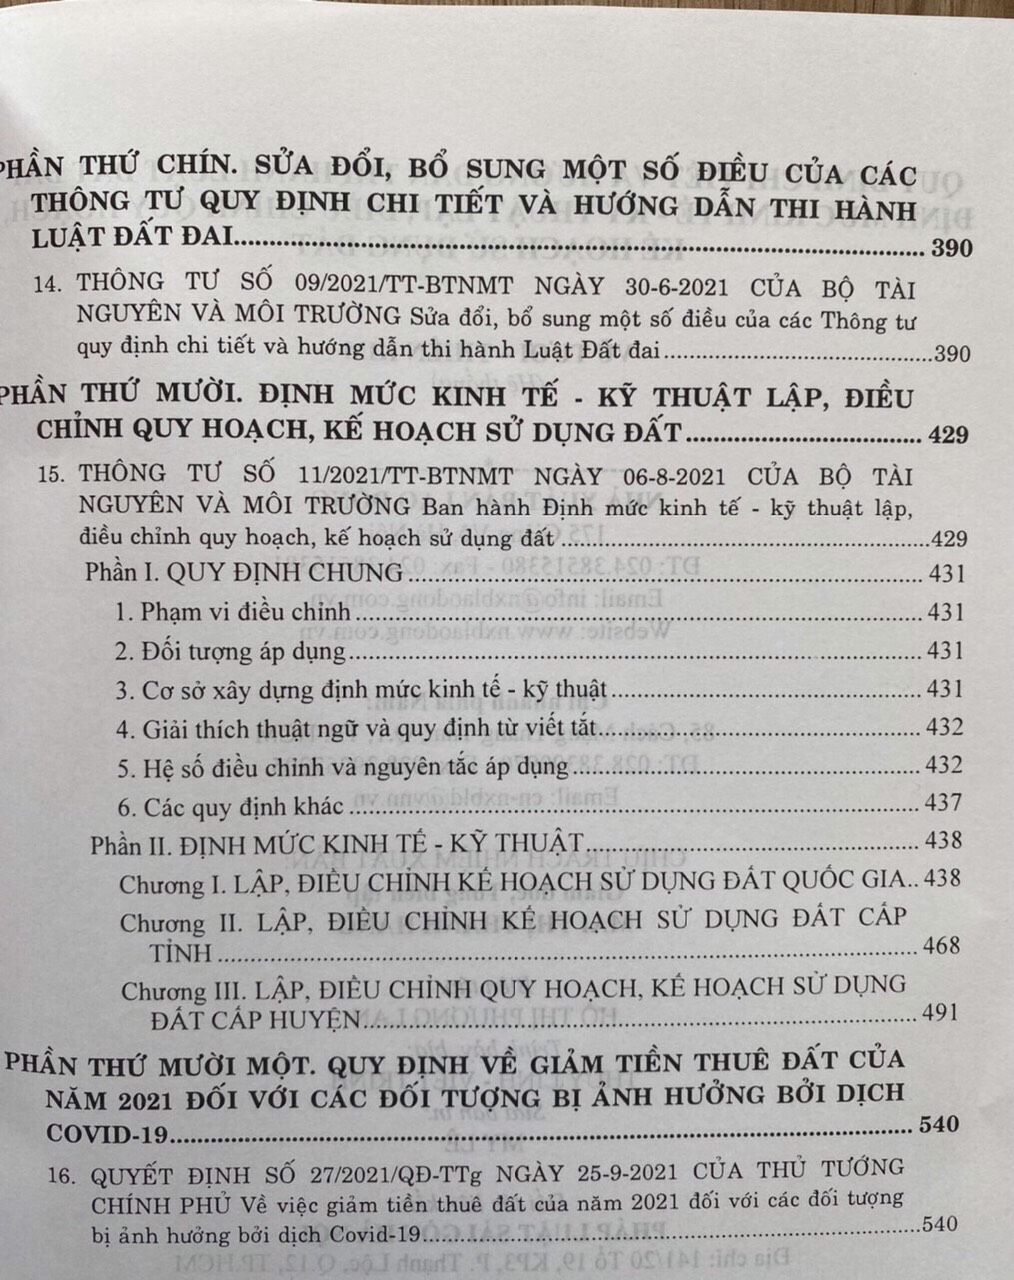 PHẦN THỨ CHÍN. SỬA ĐỔI, BỔ SUNG MỘT SỐ ĐIỀU CỦA CÁC
THÔNG TƯ QUY ĐỊNH CHI TIẾT VÀ HƯỚNG DẪN THI HÀNH
LUẬT ĐẤT ĐAI.......... 390
14. THÔNG TƯ SỐ 09/2021/TT-BTNMT NGÀY 30-6-2021 CỦA BỘ TÀI
NGUYÊN VÀ MÔI TRƯỜNG Sửa đổi, bổ sung một số điều của các Thông tư
quy định chi tiết và hướng dẫn thi hành Luật Đất đai..........390
PHẦN THỨ MƯỜI. ĐỊNH MỨC KINH TẾ - KỸ THUẬT LẬP, ĐIỀU
CHỈNH QUY HOẠCH, KẾ HOẠCH SỬ DỤNG ĐẤT.......... 429
15. THÔNG TƯ SỐ 11/2021/TT-BTNMT NGÀY 06-8-2021 CỦA BỘ TÀI
NGUYÊN VÀ MÔI TRƯỜNG Ban hành Định mức kinh tế - kỹ thuật lập,
điều chỉnh quy hoạch, kế hoạch sử dụng đất..........429
Phần I. QUY ĐỊNH CHUNG.......... 431
1. Phạm vi điều chỉnh.......... 431
2. Đối tượng áp dụng.......... 431
3. Cơ sở xây dựng định mức kinh tế - kỹ thuật.......... 431
4. Giải thích thuật ngữ và quy định từ viết tắt.......... 432
5. Hệ số điều chỉnh và nguyên tắc áp dụng.......... 432
6. Các quy định khác.......... 437
Phần II. ĐỊNH MỨC KINH TẾ - KỸ THUẬT.......... 438
Chương I. LẬP, ĐIỀU CHỈNH KẾ HOẠCH SỬ DỤNG ĐẤT QUỐC GIA.. 438
Chương II. LẬP, ĐIỀU CHỈNH KẾ HOẠCH SỬ DỤNG ĐẤT CẤP
TỈNH.......... 468
Chương III. LẬP, ĐIỀU CHỈNH QUY HOẠCH, KẾ HOẠCH SỬ DỤNG
ĐẤT CẤP HUYỆN.......... 491
PHẦN THỨ MƯỜI MỘT. QUY ĐỊNH VỀ GIẢM TIỀN THUÊ ĐẤT CỦA
NĂM 2021 ĐỐI VỚI CÁC ĐỐI TƯỢNG BỊ ẢNH HƯỞNG BỞI DỊCH
COVID-19.......... 540
16. QUYẾT ĐỊNH SỐ 27/2021/QĐ-TTg NGÀY 25-9-2021 CỦA THỦ TƯỚNG
CHÍNH PHỦ Về việc giảm tiền thuê đất của năm 2021 đối với các đối tượng
bị ảnh hưởng bởi dịch Covid-19..........540